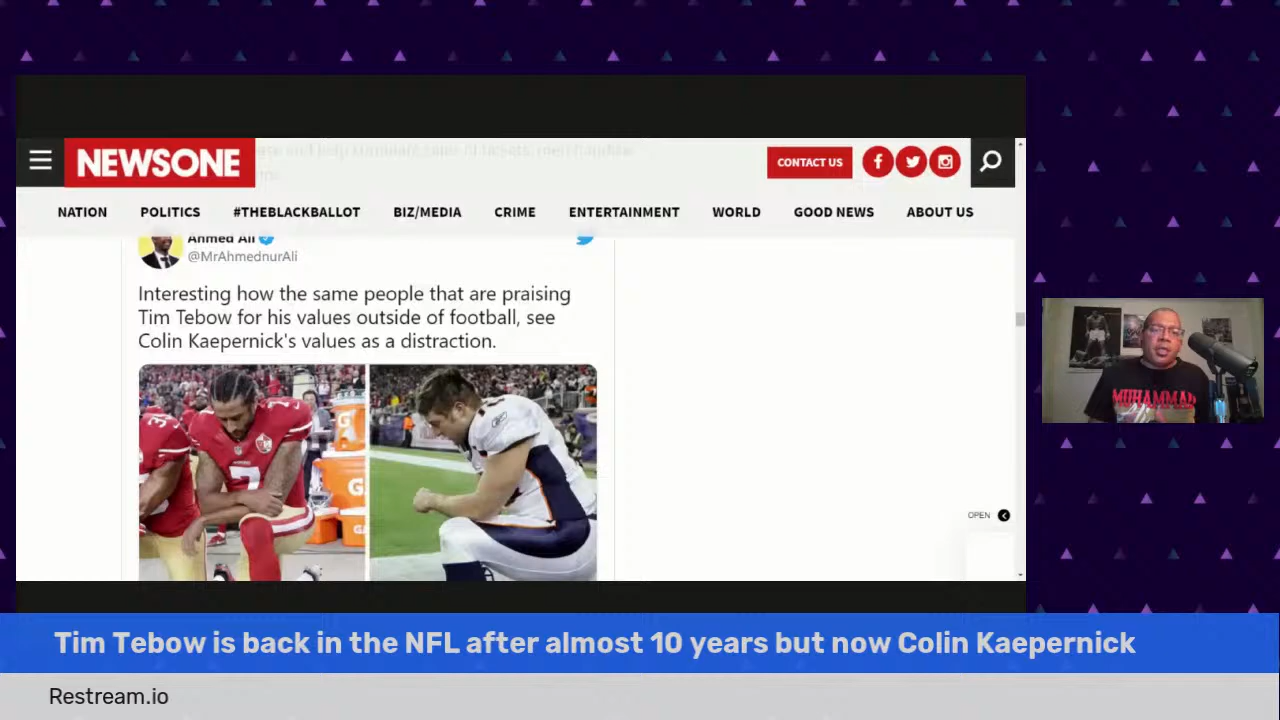 NEWSONE
CONTACT US
NATION POLITICS #THEBLACKBALLOT BIZ/MEDIA CRIME ENTERTAINMENT WORLD GOOD NEWS ABOUT US
Ahmed Ali
@MrAhmednurAli
Interesting how the same people that are praising
Tim Tebow for his values outside of football, see
Colin Kaepernick's values as a distraction.
7
OPEN
MUHAMMAD
Tim Tebow is back in the NFL after almost 10 years but now Colin Kaepernick
Restream.io